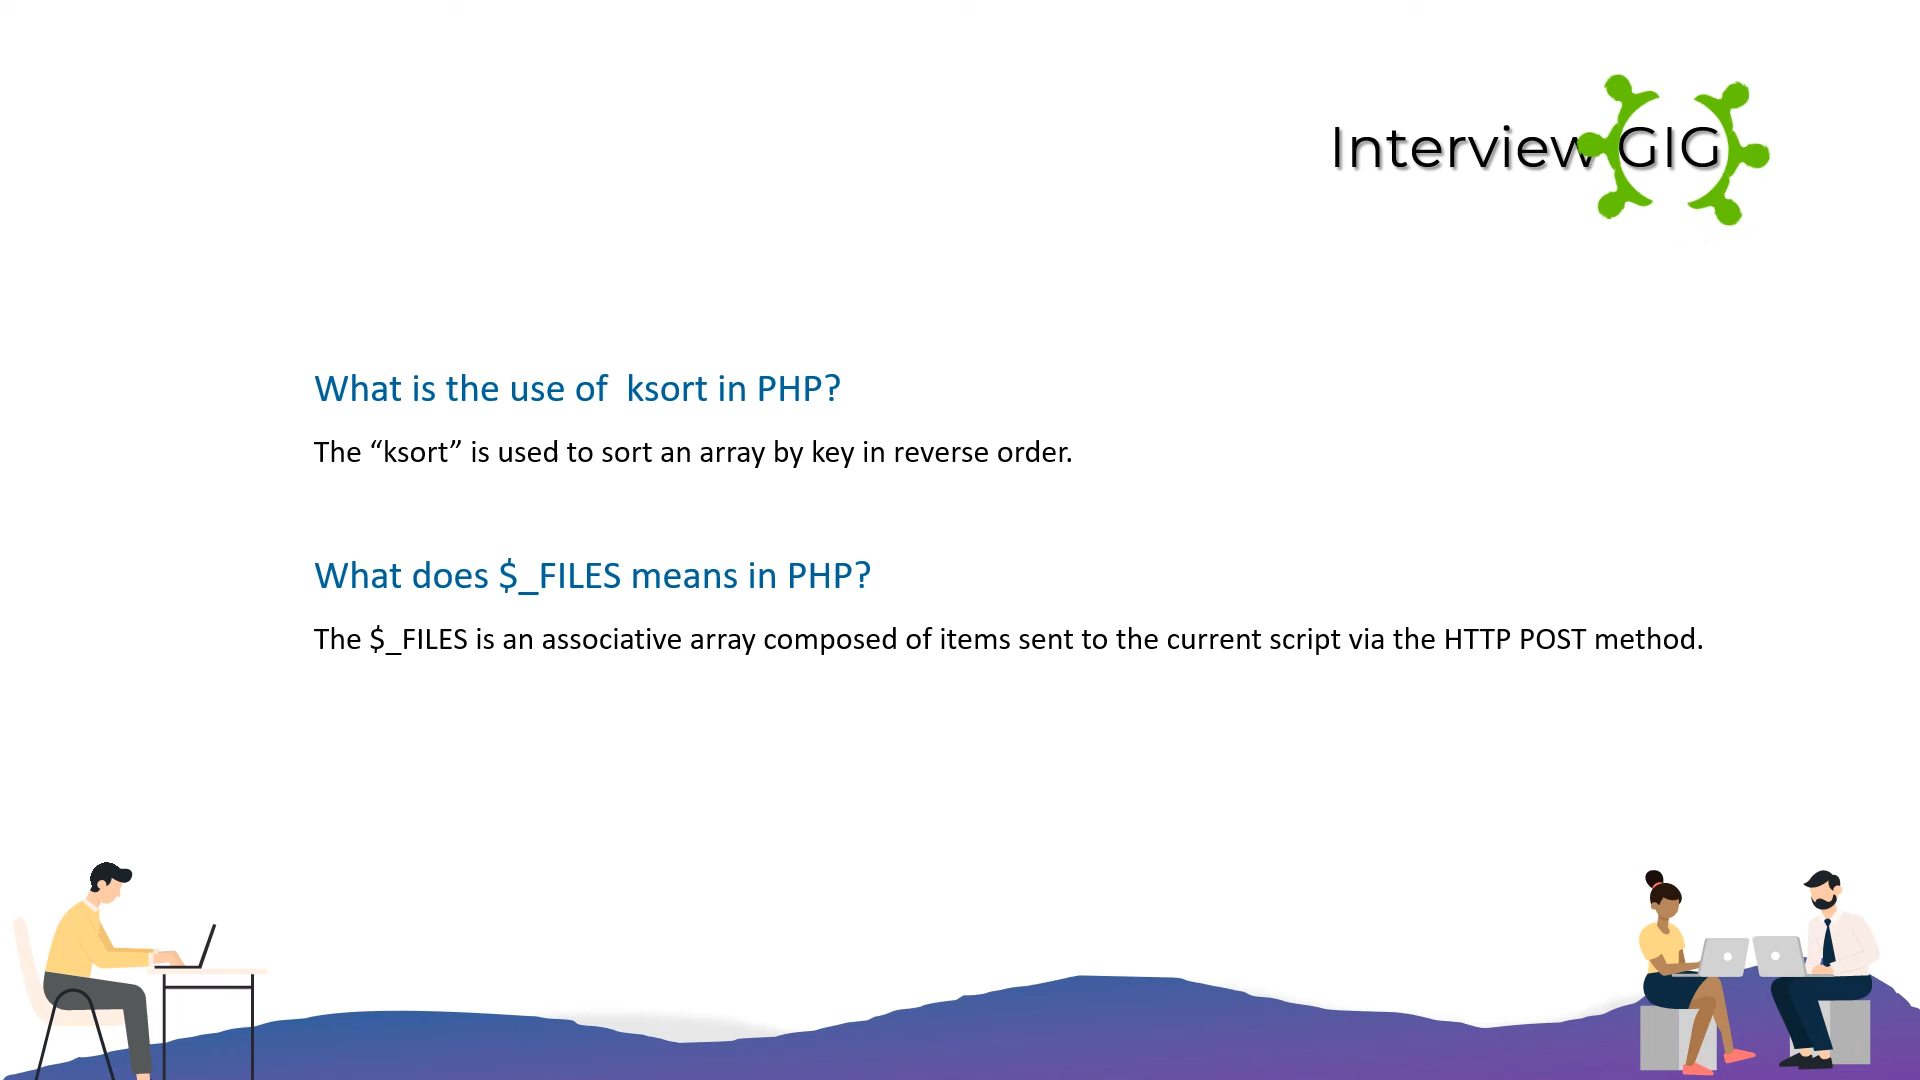 Interview GIG
What is the use of  ksort in PHP?
The “ksort” is used to sort an array by key in reverse order.
What does $_FILES means in PHP?
The $_FILES is an associative array composed of items sent to the current script via the HTTP POST method.